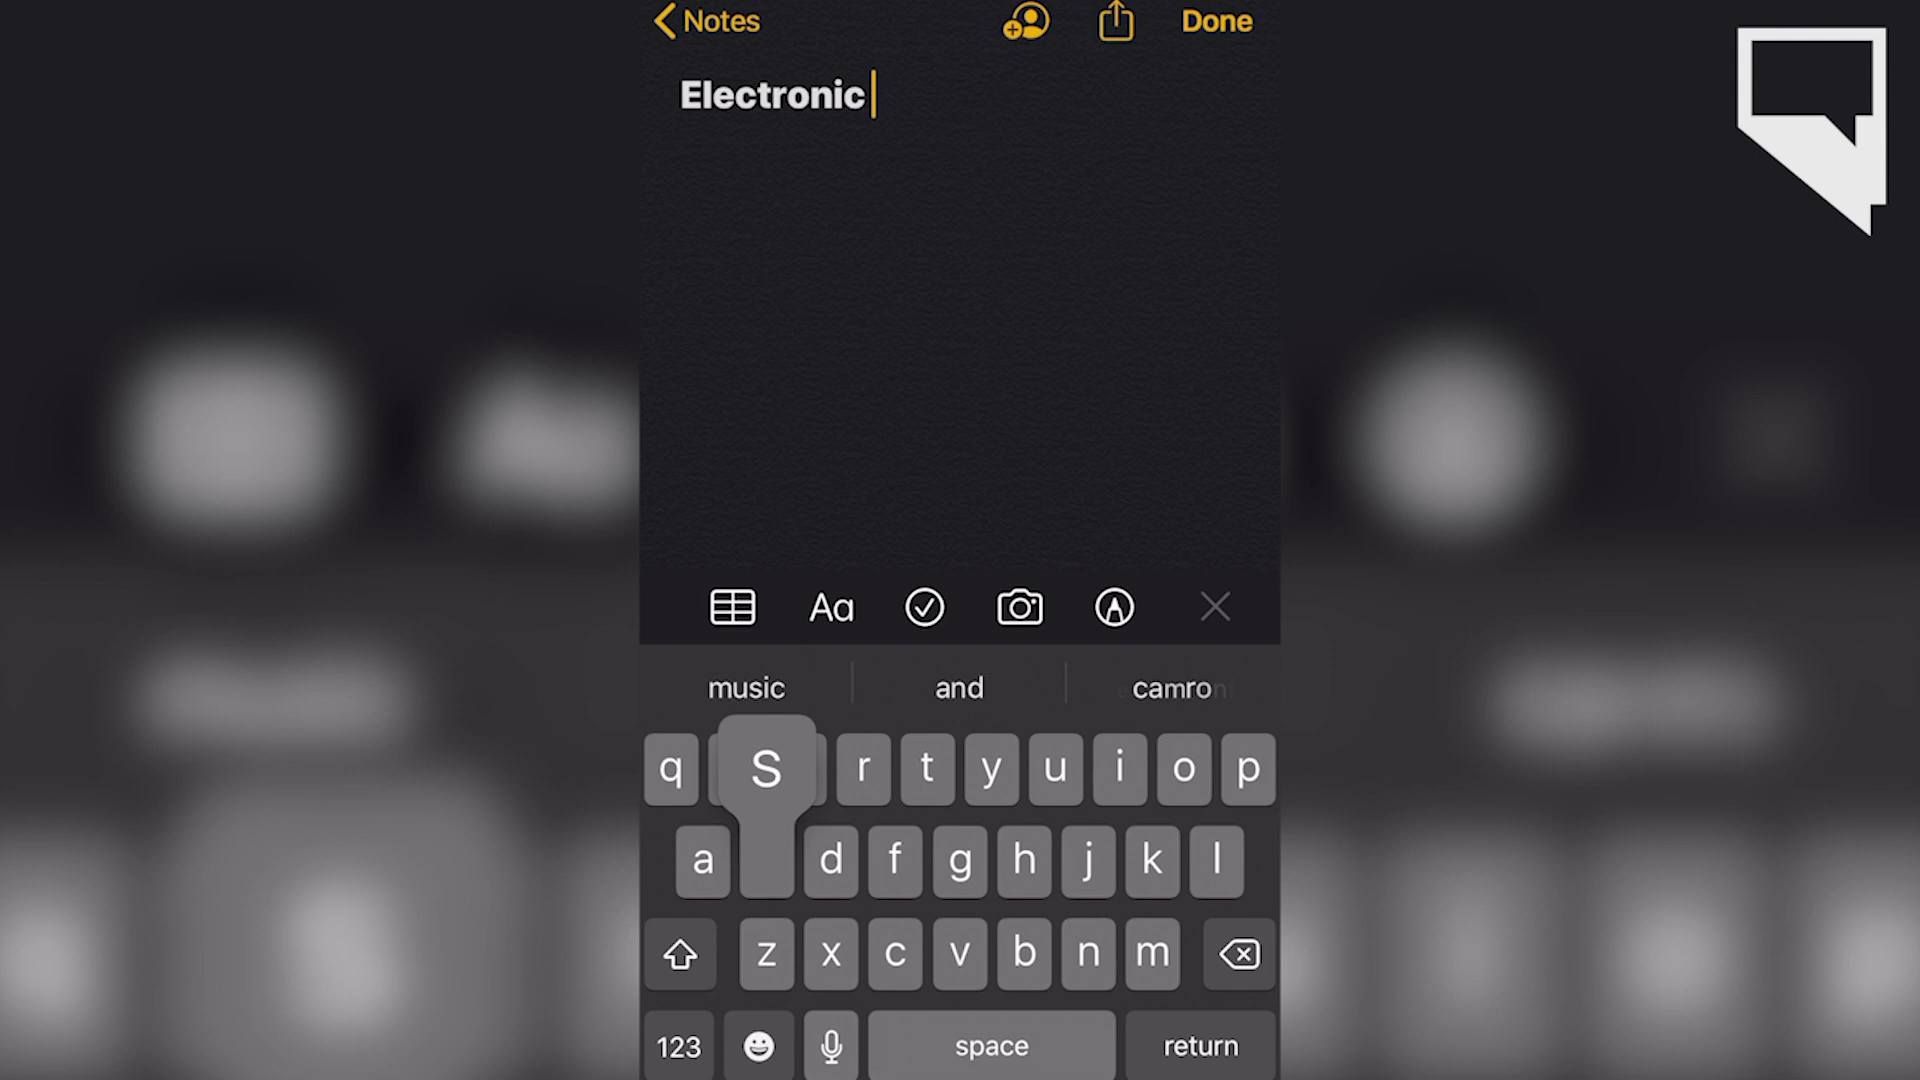 Notes Done
Electronic
Aa
music and camro
q S r t y u i o p
a d f g h j k l
z x c v b n m
123 space return